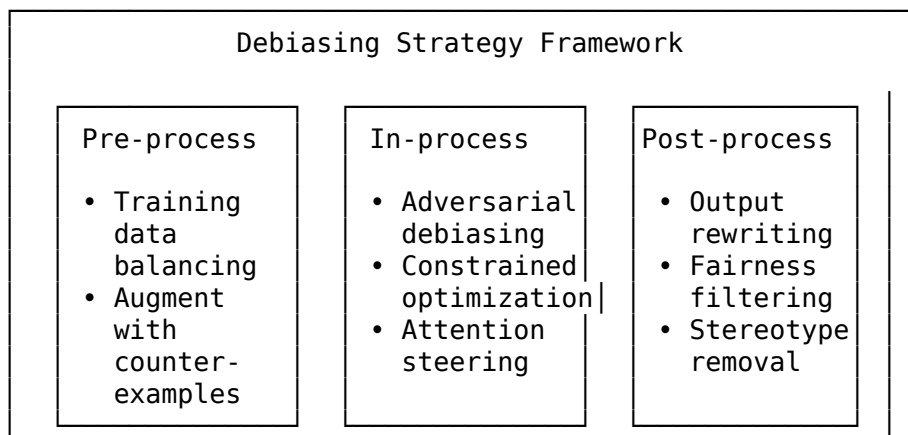 Debiasing Strategy Framework
Pre-process
• Training
data
balancing
• Augment
with
counter-
examples
In-process
• Adversarial
debiasing
• Constrained
optimization
• Attention
steering
Post-process
• Output
rewriting
• Fairness
filtering
• Stereotype
removal